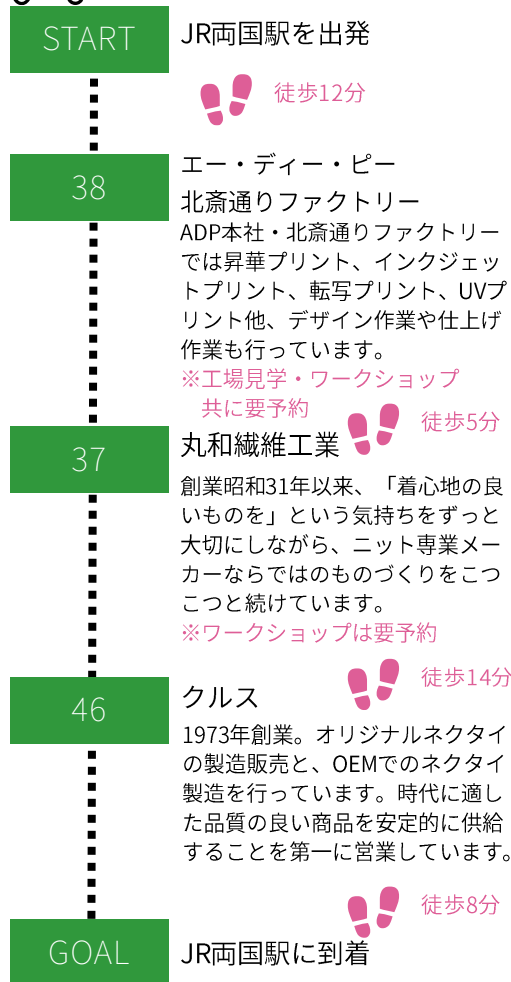 START
JR両国駅を出発
徒歩12分
38
エー・ディー・ピー
北斎通りファクトリー
ADP本社・北斎通りファクトリー
では昇華プリント、インクジェッ
トプリント、転写プリント、UVプ
リント他、デザイン作業や仕上げ
作業も行っています。
※工場見学・ワークショップ
共に要予約
徒歩5分
37
丸和繊維工業
創業昭和31年以来、「着心地の良
いものを」という気持ちをずっと
大切にしながら、ニット専業メー
カーならではのものづくりをこつ
こつと続けています。
※ワークショップは要予約
徒歩14分
46
クルス
1973年創業。オリジナルネクタイ
の製造販売と、OEMでのネクタイ
製造を行っています。時代に適し
た品質の良い商品を安定的に供給
することを第一に営業しています。
徒歩8分
GOAL
JR両国駅に到着